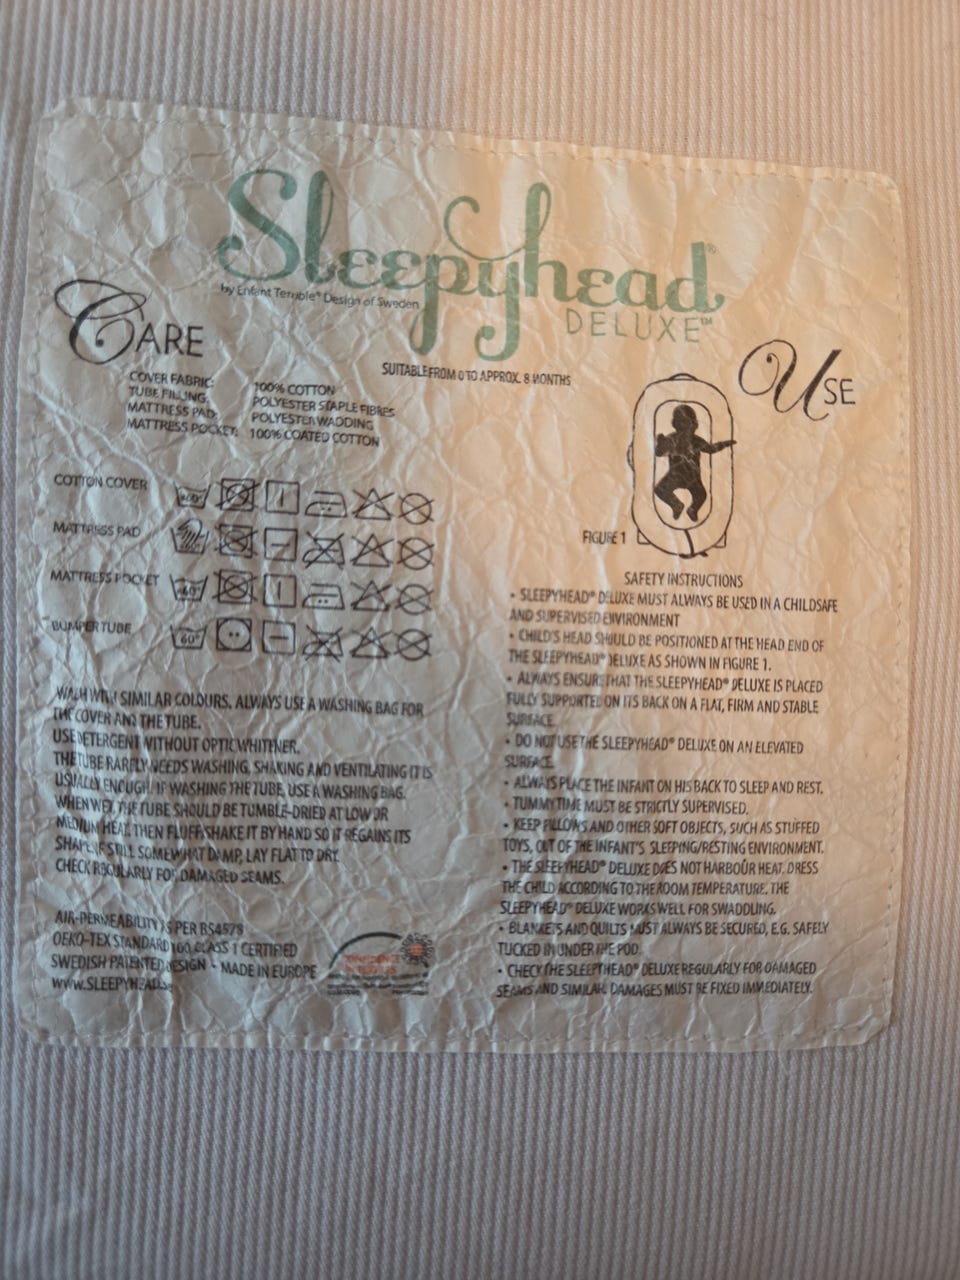 Sleepyhead®
by Enfant Terrible® Design of Sweden
DELUXE™
CARE
SUITABLE FROM 0 TO APPROX. 8 MONTHS
USE
COVER FABRIC: 100% COTTON
TUBE FILLING: POLYESTER STAPLE FIBRES
MATTRESS PAD: POLYESTER WADDING
MATTRESS POCKET: 100% COATED COTTON
COTTON COVER 60°
MATTRESS PAD
MATTRESS POCKET 60°
BUMPER TUBE 60°
WASH WITH SIMILAR COLOURS. ALWAYS USE A WASHING BAG FOR
THE COVER AND THE TUBE.
USE DETERGENT WITHOUT OPTIC WHITENER.
THE TUBE RARELY NEEDS WASHING, SHAKING AND VENTILATING IT IS
USUALLY ENOUGH. IF WASHING THE TUBE, USE A WASHING BAG.
WHEN WET, THE TUBE SHOULD BE TUMBLE-DRIED AT LOW OR
MEDIUM HEAT, THEN FLUFF/SHAKE IT BY HAND SO IT REGAINS ITS
SHAPE. IF STILL SOMEWHAT DAMP, LAY FLAT TO DRY.
CHECK REGULARLY FOR DAMAGED SEAMS.
AIR-PERMEABILITY AS PER BS4578
OEKO-TEX STANDARD 100 CLASS 1 CERTIFIED
SWEDISH PATENTED DESIGN - MADE IN EUROPE
WWW.SLEEPYHEAD.se
CONFIDENCE
IN TEXTILES
FIGURE 1
SAFETY INSTRUCTIONS
• SLEEPYHEAD® DELUXE MUST ALWAYS BE USED IN A CHILDSAFE
AND SUPERVISED ENVIRONMENT
• CHILD'S HEAD SHOULD BE POSITIONED AT THE HEAD END OF
THE SLEEPYHEAD® DELUXE AS SHOWN IN FIGURE 1.
• ALWAYS ENSURE THAT THE SLEEPYHEAD® DELUXE IS PLACED
FULLY SUPPORTED ON ITS BACK ON A FLAT, FIRM AND STABLE
SURFACE.
• DO NOT USE THE SLEEPYHEAD® DELUXE ON AN ELEVATED
SURFACE.
• ALWAYS PLACE THE INFANT ON HIS BACK TO SLEEP AND REST.
• TUMMY TIME MUST BE STRICTLY SUPERVISED.
• KEEP PILLOWS AND OTHER SOFT OBJECTS, SUCH AS STUFFED
TOYS, OUT OF THE INFANT'S SLEEPING/RESTING ENVIRONMENT.
• THE SLEEPYHEAD® DELUXE DOES NOT HARBOUR HEAT. DRESS
THE CHILD ACCORDING TO THE ROOM TEMPERATURE. THE
SLEEPYHEAD® DELUXE WORKS WELL FOR SWADDLING.
• BLANKETS AND QUILTS MUST ALWAYS BE SECURED, E.G. SAFELY
TUCKED IN UNDER THE POD.
• CHECK THE SLEEPYHEAD® DELUXE REGULARLY FOR DAMAGED
SEAMS AND SIMILAR. DAMAGES MUST BE FIXED IMMEDIATELY.